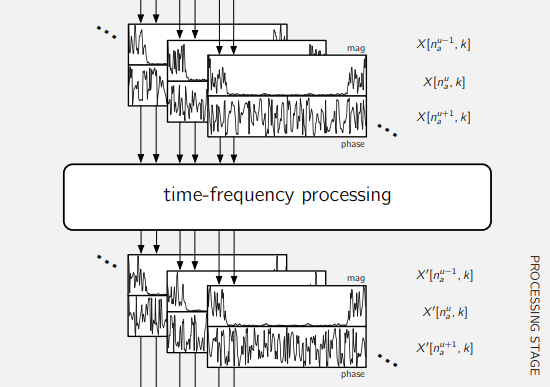 mag
X[n_a^{u−1}, k]
X[n_a^u, k]
X[n_a^{u+1}, k]
phase
time-frequency processing
mag
X′[n_a^{u−1}, k]
X′[n_a^u, k]
X′[n_a^{u+1}, k]
phase
PROCESSING STAGE